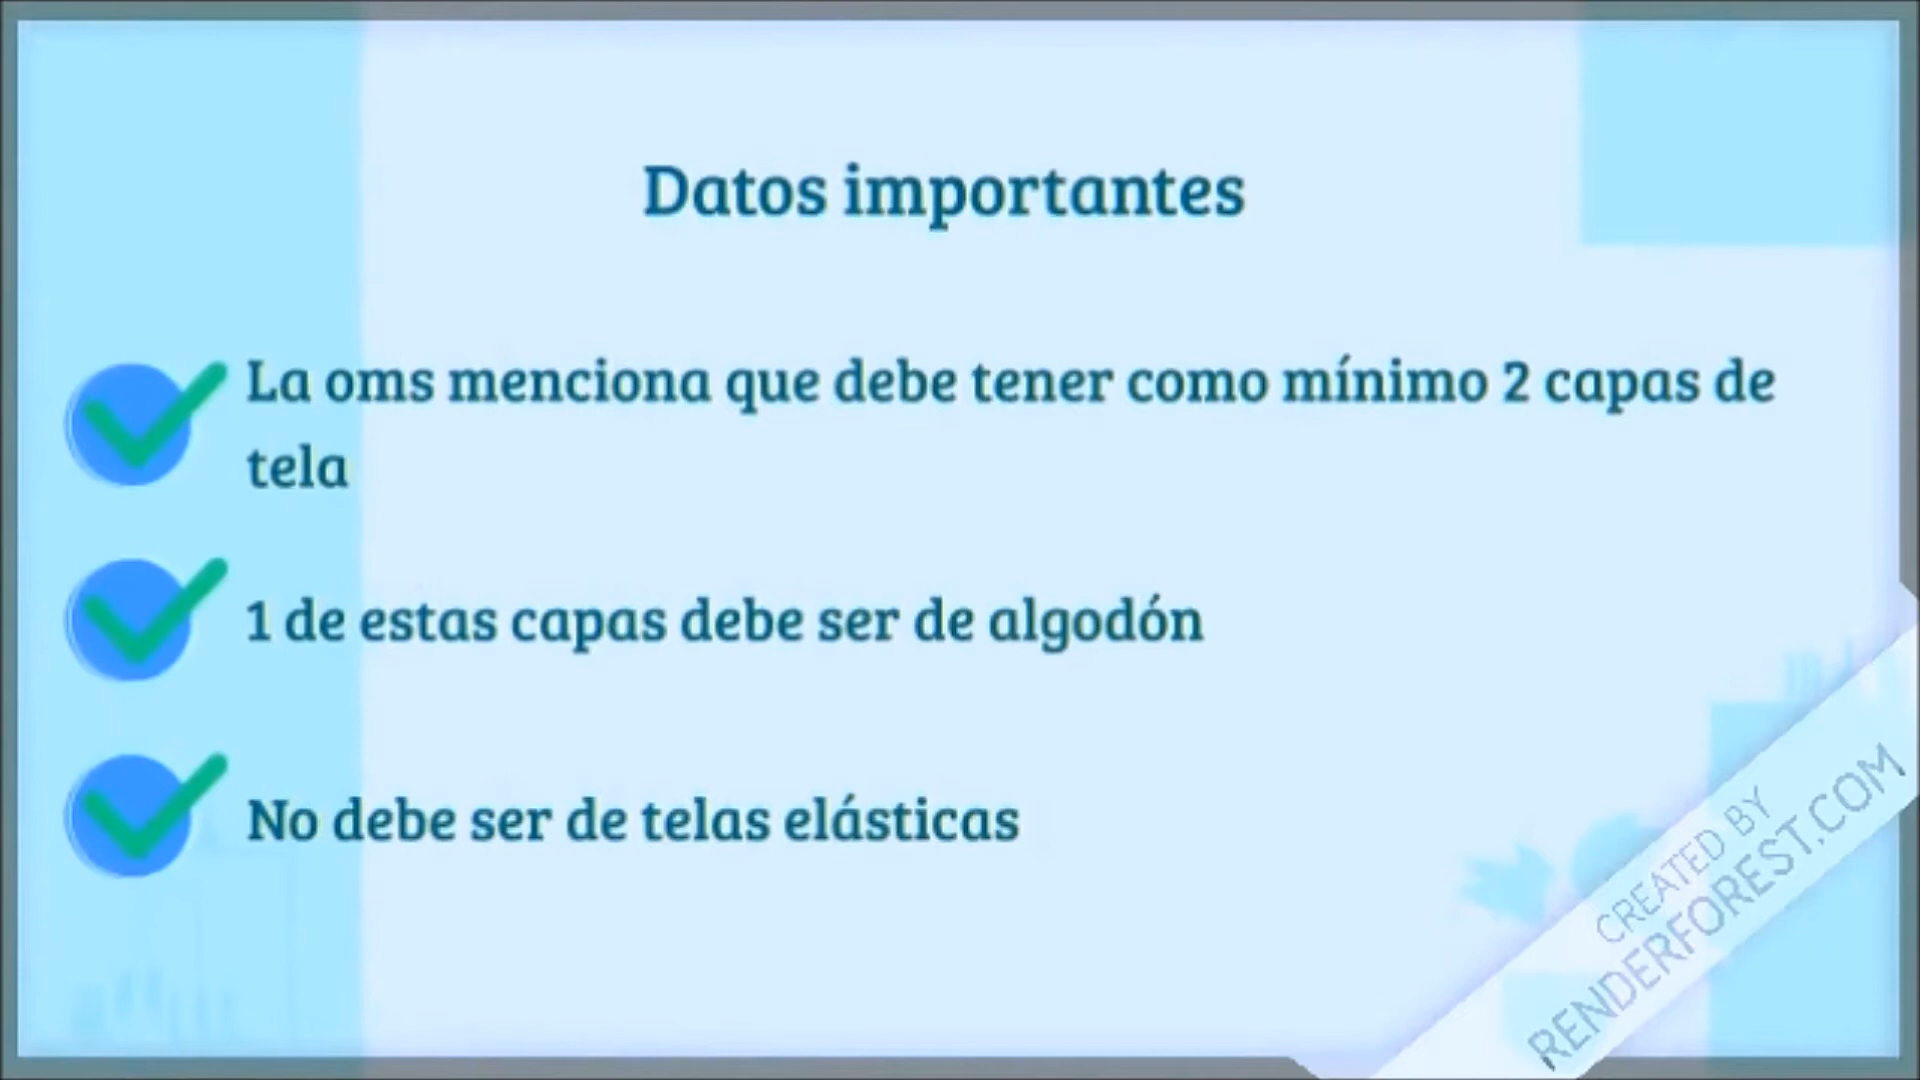 Datos importantes
La oms menciona que debe tener como mínimo 2 capas de
tela
1 de estas capas debe ser de algodón
No debe ser de telas elásticas
CREATED BY
RENDERFOREST.COM